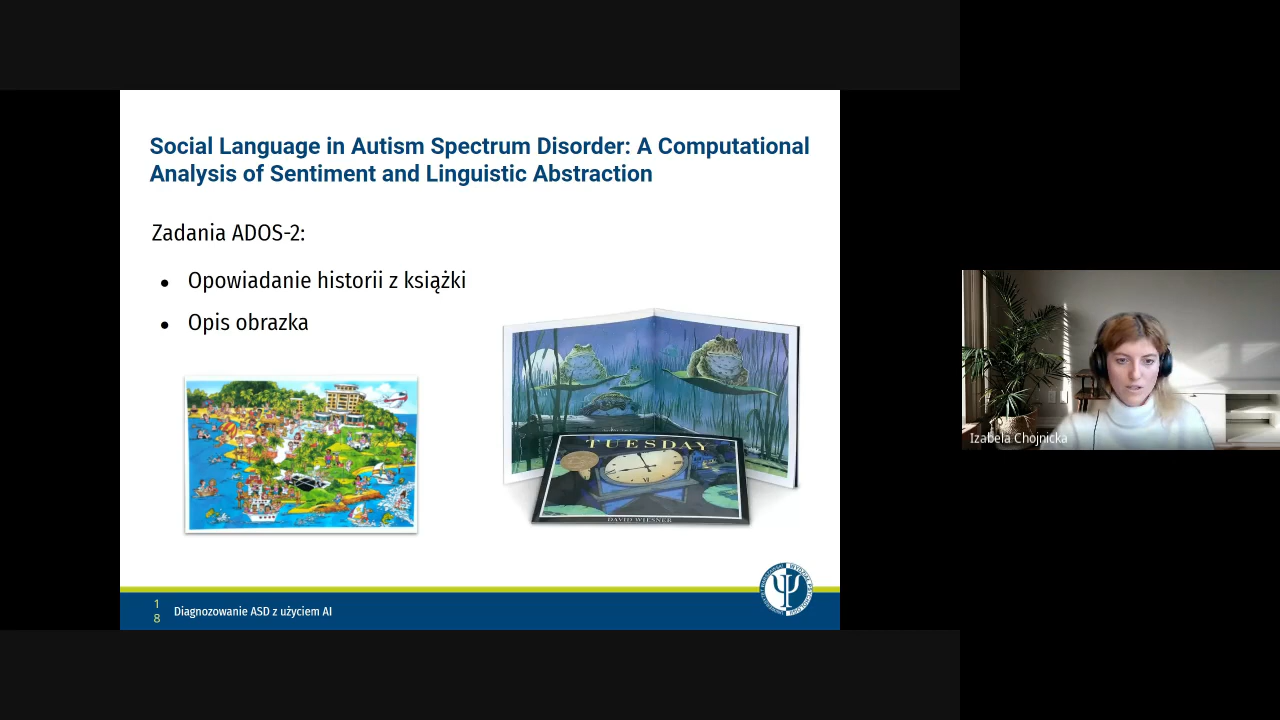 Social Language in Autism Spectrum Disorder: A Computational
Analysis of Sentiment and Linguistic Abstraction
Zadania ADOS-2:
● Opowiadanie historii z książki
● Opis obrazka
TUESDAY
DAVID WIESNER
1
8
Diagnozowanie ASD z użyciem AI
Izabela Chojnicka